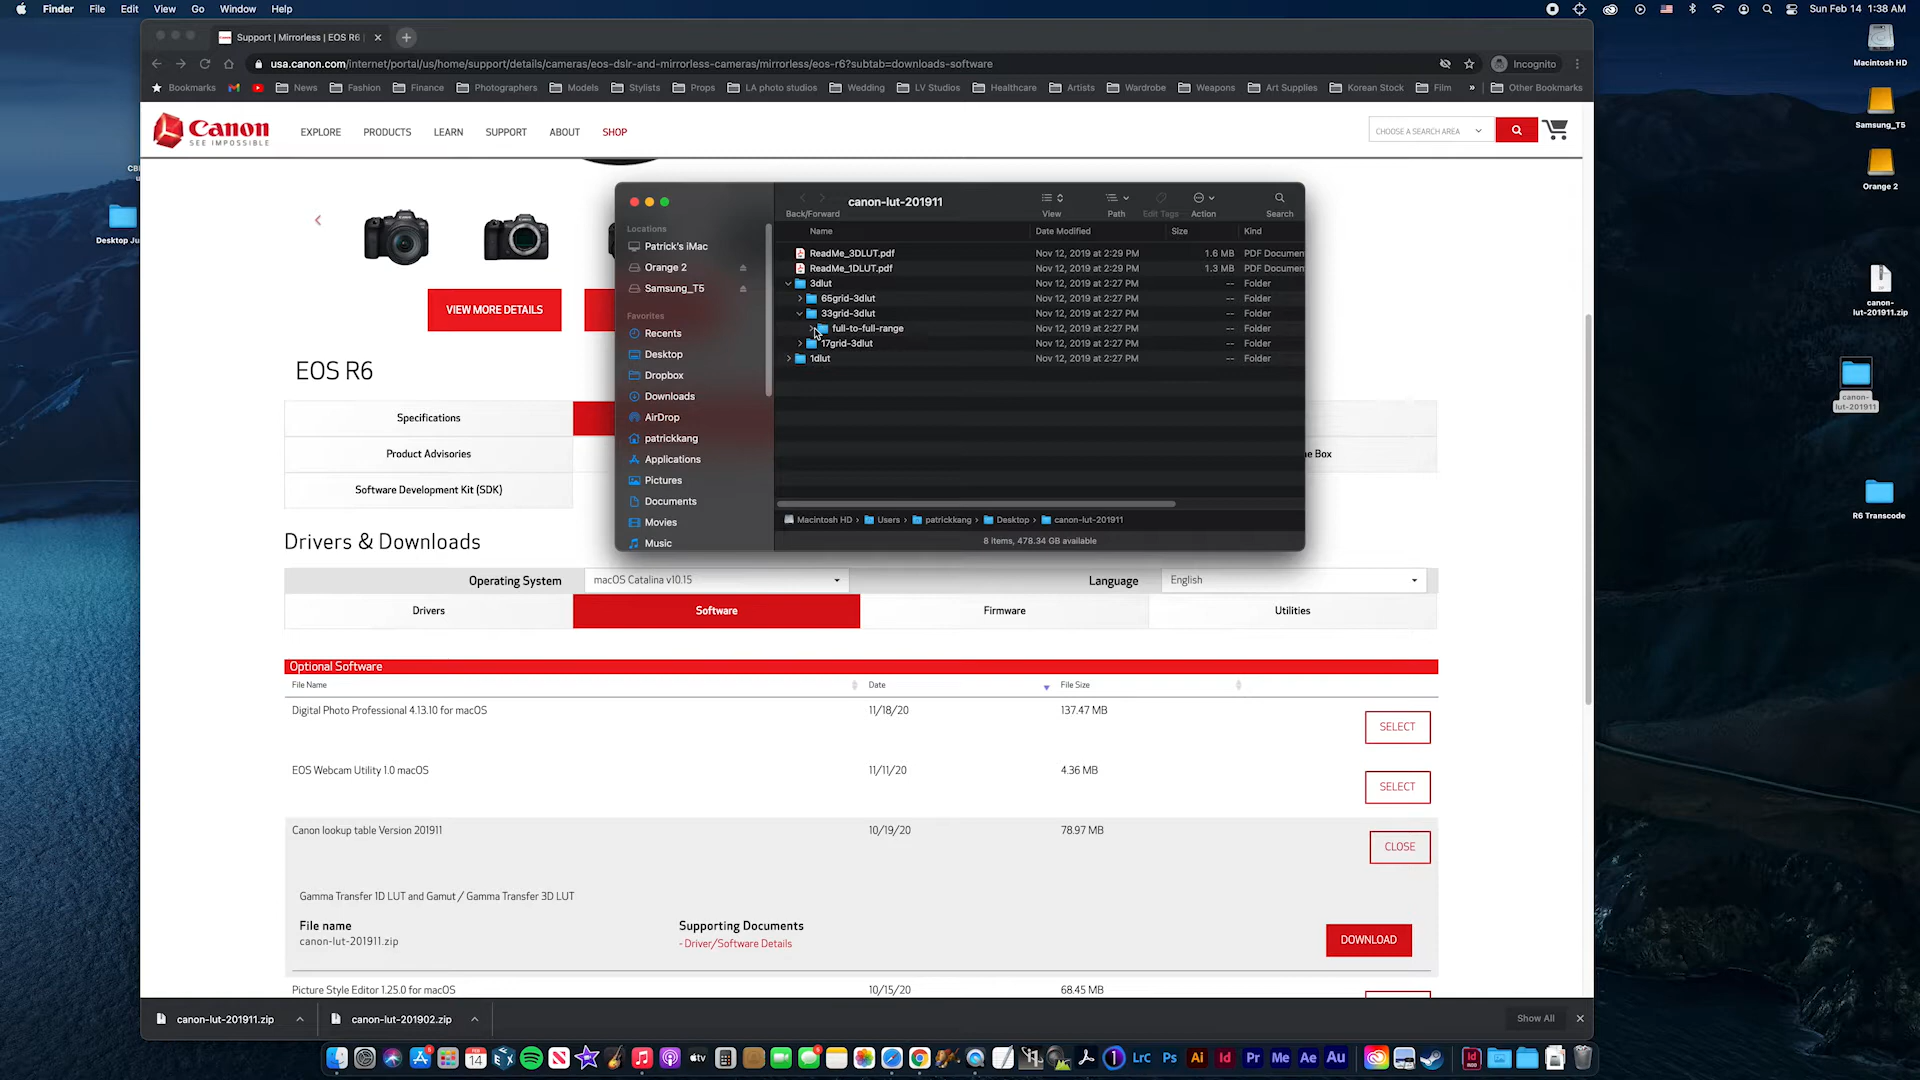 Finder File Edit View Go Window Help
Sun Feb 14 1:38 AM
Support | Mirrorless | EOS R6
usa.canon.com/internet/portal/us/home/support/details/cameras/eos-dslr-and-mirrorless-cameras/mirrorless/eos-r6?subtab=downloads-software
Incognito
Bookmarks News Fashion Finance Photographers Models Stylists Props LA photo studios Wedding LV Studios Healthcare Artists Wardrobe Weapons Art Supplies Korean Stock Film » Other Bookmarks
Canon
SEE IMPOSSIBLE
EXPLORE PRODUCTS LEARN SUPPORT ABOUT SHOP
CHOOSE A SEARCH AREA
Macintosh HD
Samsung_T5
Orange 2
canon-
lut-201911.zip
canon-
lut-201911
R6 Transcode
canon-lut-201911
Back/Forward View Path Edit Tags Action Search
Name Date Modified Size Kind
ReadMe_3DLUT.pdf Nov 12, 2019 at 2:29 PM 1.6 MB PDF Documen
ReadMe_1DLUT.pdf Nov 12, 2019 at 2:29 PM 1.3 MB PDF Documen
3dlut Nov 12, 2019 at 2:27 PM -- Folder
65grid-3dlut Nov 12, 2019 at 2:27 PM -- Folder
33grid-3dlut Nov 12, 2019 at 2:27 PM -- Folder
full-to-full-range Nov 12, 2019 at 2:27 PM -- Folder
17grid-3dlut Nov 12, 2019 at 2:27 PM -- Folder
1dlut Nov 12, 2019 at 2:27 PM -- Folder
Locations
Patrick's iMac
Orange 2
Samsung_T5
Favorites
Recents
Desktop
Dropbox
Downloads
AirDrop
patrickkang
Applications
Pictures
Documents
Movies
Music
Macintosh HD › Users › patrickkang › Desktop › canon-lut-201911
8 items, 478.34 GB available
VIEW MORE DETAILS
EOS R6
Specifications
Product Advisories
Software Development Kit (SDK)
Drivers & Downloads
Operating System macOS Catalina v10.15 Language English
Drivers Software Firmware Utilities
Optional Software
File Name Date File Size
Digital Photo Professional 4.13.10 for macOS 11/18/20 137.47 MB
SELECT
EOS Webcam Utility 1.0 macOS 11/11/20 4.36 MB
SELECT
Canon lookup table Version 201911 10/19/20 78.97 MB
CLOSE
Gamma Transfer 1D LUT and Gamut / Gamma Transfer 3D LUT
File name Supporting Documents
canon-lut-201911.zip - Driver/Software Details
DOWNLOAD
Picture Style Editor 1.25.0 for macOS 10/15/20 68.45 MB
canon-lut-201911.zip canon-lut-201902.zip Show All
tv LrC Ps Ai Id Pr Me Ae Au